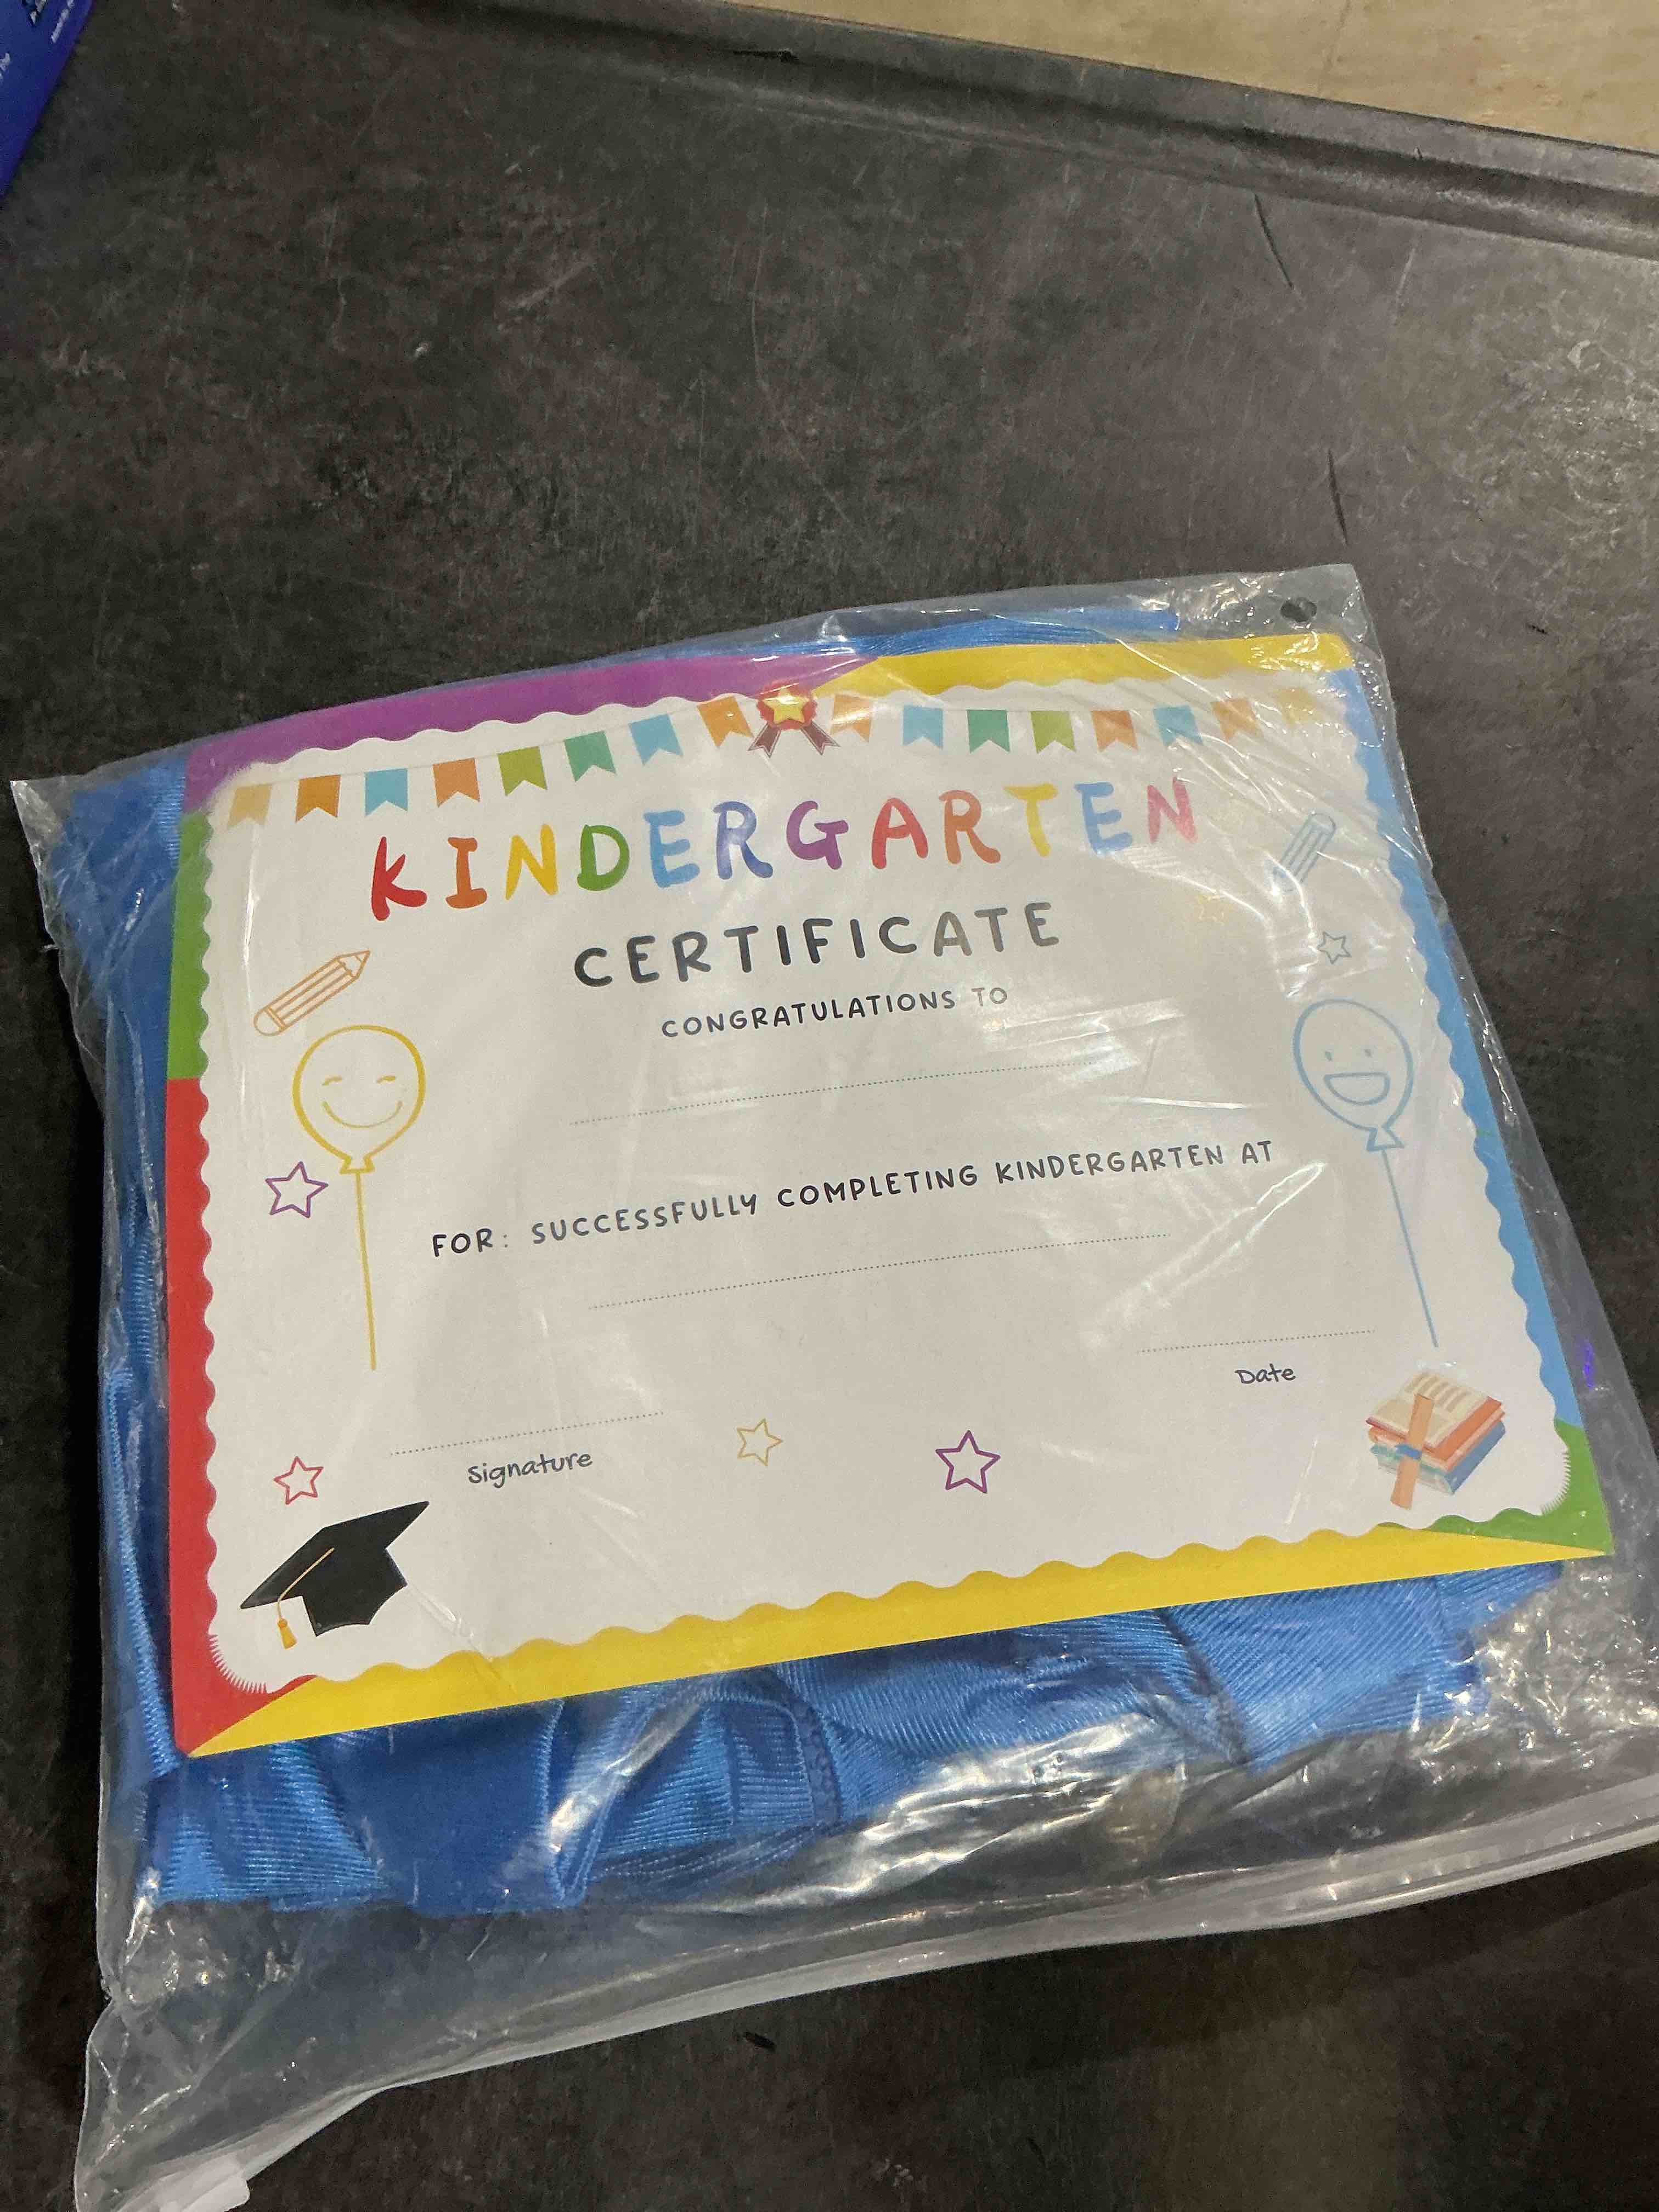 KINDERGARTEN
CERTIFICATE
CONGRATULATIONS TO
FOR: SUCCESSFULLY COMPLETING KINDERGARTEN AT
Date
Signature